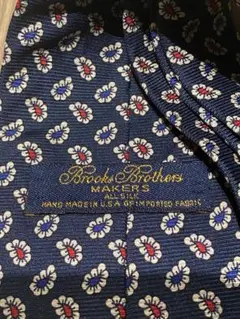 Brooks Brothers
MAKERS
ALL SILK
HAND MADE IN U.S.A. OF IMPORTED FABRIC